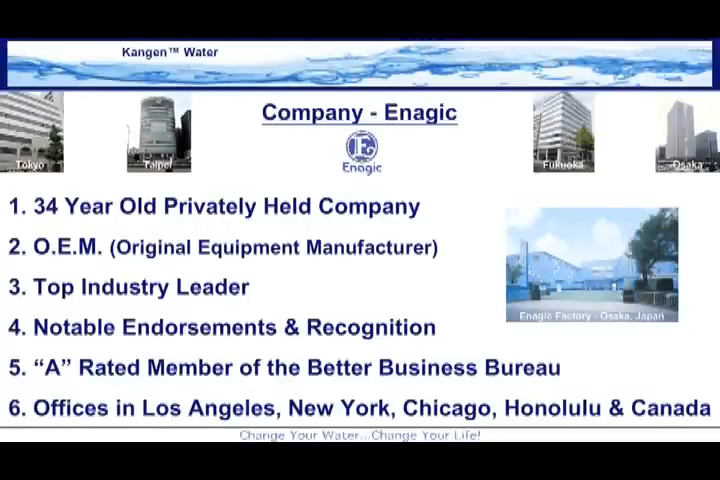 Kangen™ Water
Company - Enagic
Tokyo
Taipei
E
Enagic
Fukuoka
Osaka
1. 34 Year Old Privately Held Company
2. O.E.M. (Original Equipment Manufacturer)
3. Top Industry Leader
Enagic Factory - Osaka, Japan
4. Notable Endorsements & Recognition
5. “A” Rated Member of the Better Business Bureau
6. Offices in Los Angeles, New York, Chicago, Honolulu & Canada
Change Your Water...Change Your Life!